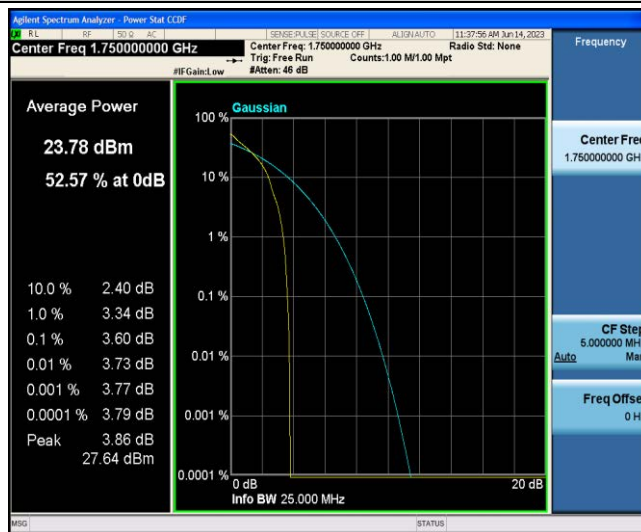 Agilent Spectrum Analyzer - Power Stat CCDF
RL RF 50 Ω AC SENSE:PULSE SOURCE OFF ALIGN AUTO 11:37:56 AM Jun 14, 2023
Center Freq 1.750000000 GHz
Center Freq: 1.750000000 GHz Radio Std: None
Trig: Free Run Counts:1.00 M/1.00 Mpt
#IFGain:Low #Atten: 46 dB
Frequency
Average Power
23.78 dBm
52.57 % at 0dB
10.0 % 2.40 dB
1.0 % 3.34 dB
0.1 % 3.60 dB
0.01 % 3.73 dB
0.001 % 3.77 dB
0.0001 % 3.79 dB
Peak 3.86 dB
27.64 dBm
Gaussian
100 %
10 %
1 %
0.1 %
0.01 %
0.001 %
0.0001 %
0 dB 20 dB
Info BW 25.000 MHz
Center Fre
1.750000000 GH
CF Step
5.000000 MH
Auto Ma
Freq Offse
0 H
MSG STATUS